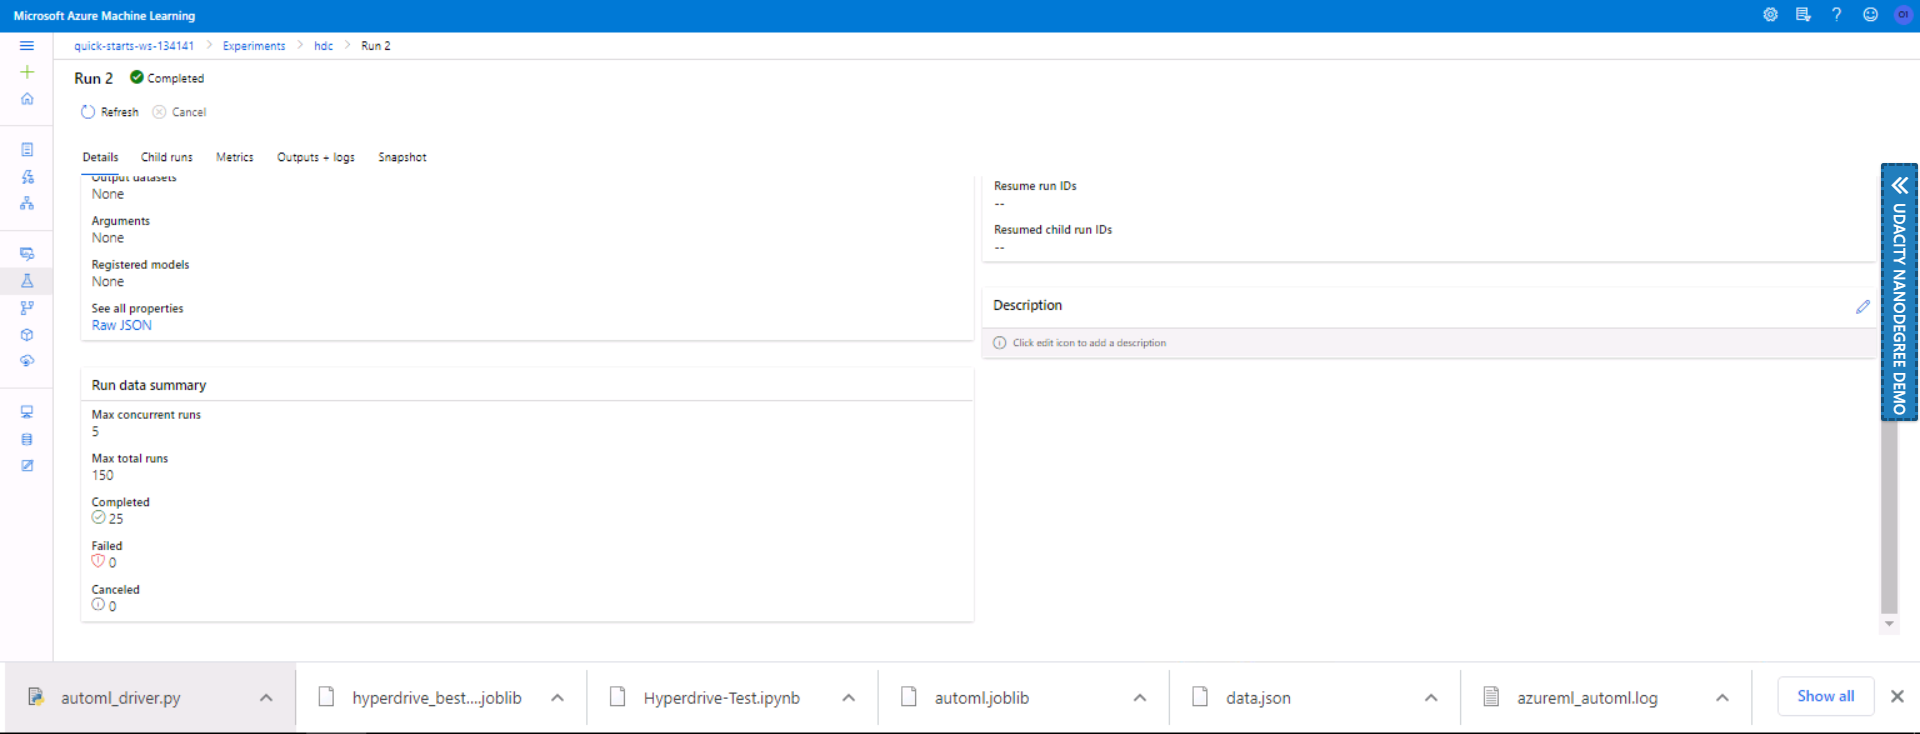 Microsoft Azure Machine Learning
OI
quick-starts-ws-134141 > Experiments > hdc > Run 2
Run 2 Completed
Refresh Cancel
Details Child runs Metrics Outputs + logs Snapshot
Output datasets
None
Arguments
None
Registered models
None
See all properties
Raw JSON
Run data summary
Max concurrent runs
5
Max total runs
150
Completed
25
Failed
0
Canceled
0
Resume run IDs
--
Resumed child run IDs
--
Description
Click edit icon to add a description
UDACITY NANODEGREE DEMO
automl_driver.py hyperdrive_best....joblib Hyperdrive-Test.ipynb automl.joblib data.json azureml_automl.log Show all